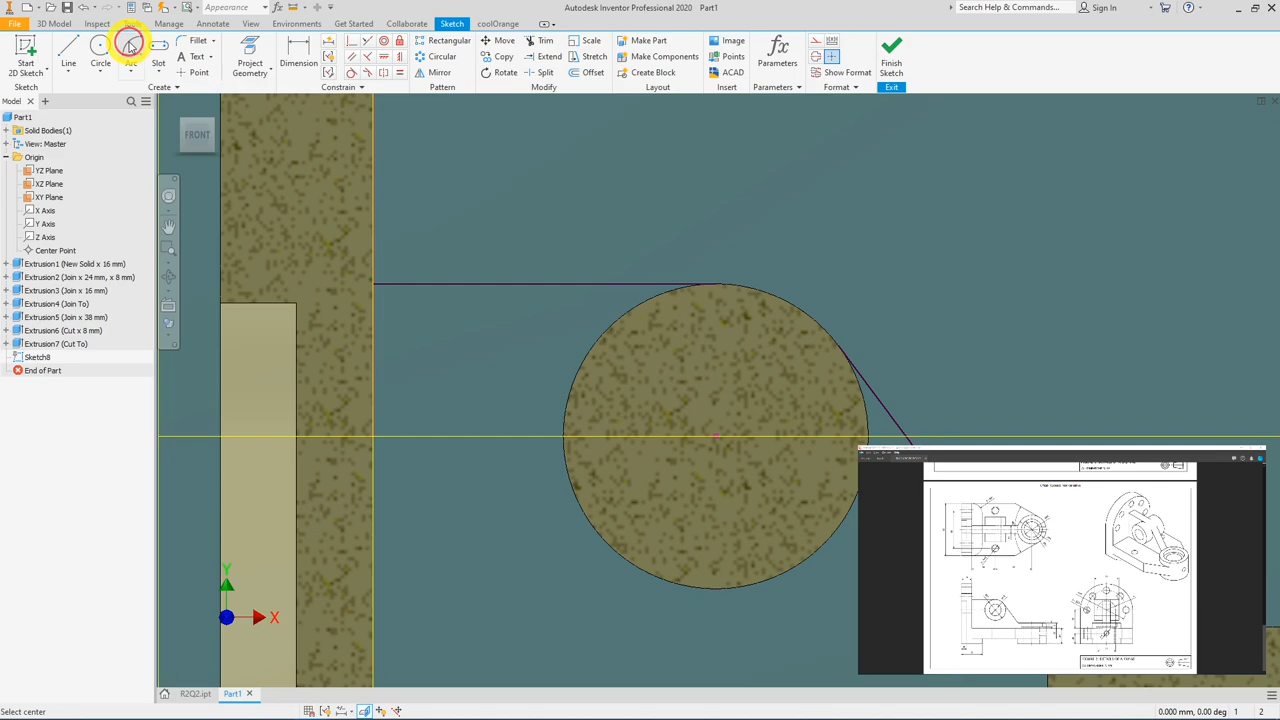 Appearance
Autodesk Inventor Professional 2020 Part1
Search Help & Commands...
Sign In
File 3D Model Inspect Tools Manage Annotate View Environments Get Started Collaborate Sketch coolOrange
Start
Sketch
Line
Circle
Arc
Slot
Fillet
Text
Point
Project
Geometry
Dimension
Rectangular
Circular
Mirror
Move
Copy
Rotate
Trim
Extend
Split
Scale
Stretch
Offset
Make Part
Make Components
Create Block
Image
Points
ACAD
Parameters
Show Format
Finish
Sketch
Sketch Create Constrain Pattern Modify Layout Insert Parameters Format Exit
Model
Part1
Solid Bodies(1)
View: Master
Origin
YZ Plane
XZ Plane
XY Plane
X Axis
Y Axis
Z Axis
Center Point
Extrusion1 (New Solid x 16 mm)
Extrusion2 (Join x 24 mm, x 8 mm)
Extrusion3 (Join x 16 mm)
Extrusion4 (Join To)
Extrusion5 (Join x 38 mm)
Extrusion6 (Cut x 8 mm)
Extrusion7 (Cut To)
Sketch8
End of Part
FRONT
Y
X
R2Q2.ipt Part1
Select center
0.000 mm, 0.00 deg 1 2